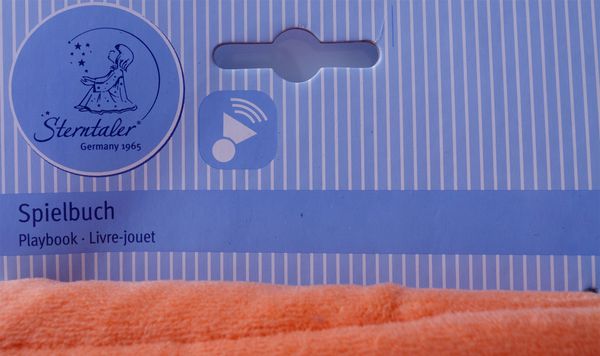 Sterntaler®
Germany 1965
Spielbuch
Playbook · Livre-jouet